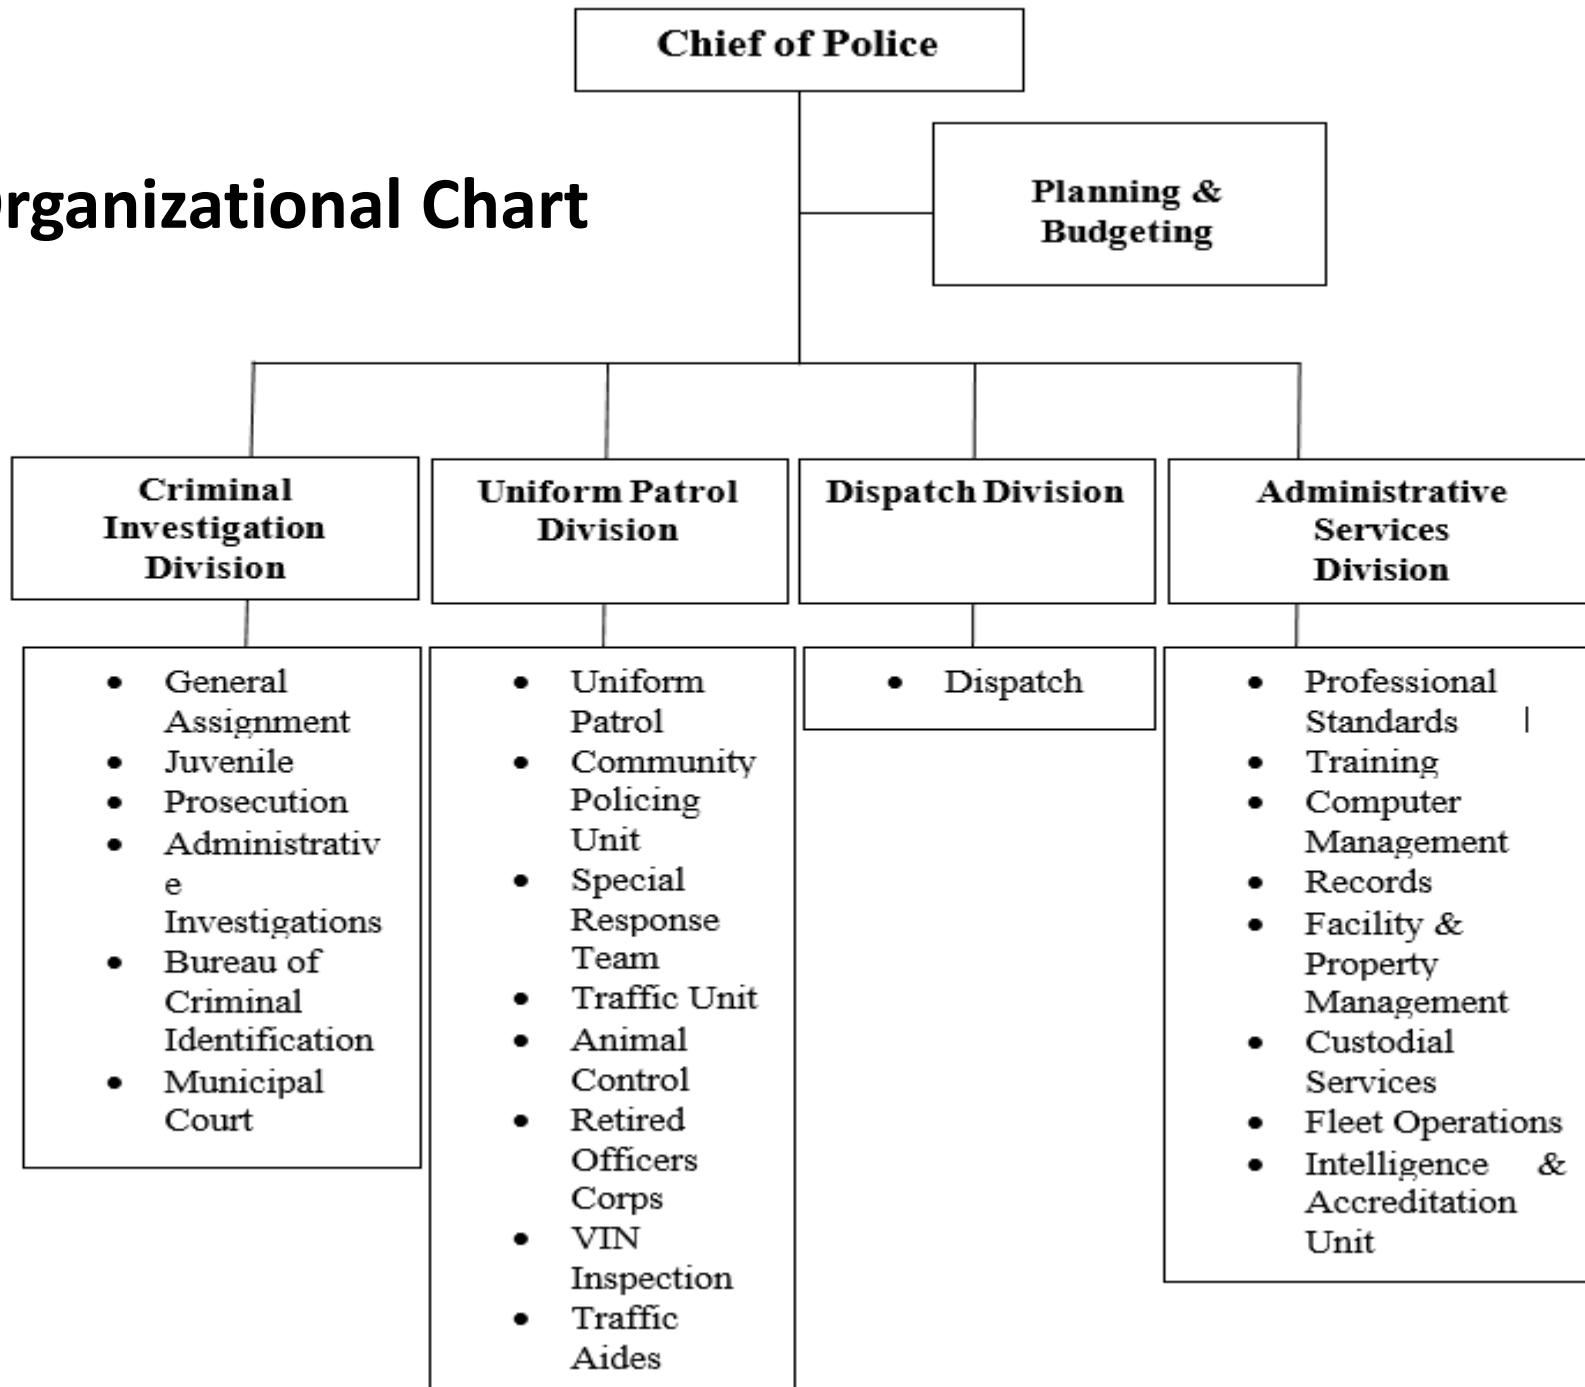 Chief of Police
Planning &
Budgeting
rganizational Chart
Criminal
Investigation
Division
Uniform Patrol
Division
Dispatch Division
Administrative
Services
Division
• General
Assignment
• Juvenile
• Prosecution
• Administrativ
e
Investigations
• Bureau of
Criminal
Identification
• Municipal
Court
• Uniform
Patrol
• Community
Policing
Unit
• Special
Response
Team
• Traffic Unit
• Animal
Control
• Retired
Officers
Corps
• VIN
Inspection
• Traffic
Aides
• Dispatch
• Professional
Standards
• Training
• Computer
Management
• Records
• Facility &
Property
Management
• Custodial
Services
• Fleet Operations
• Intelligence &
Accreditation
Unit